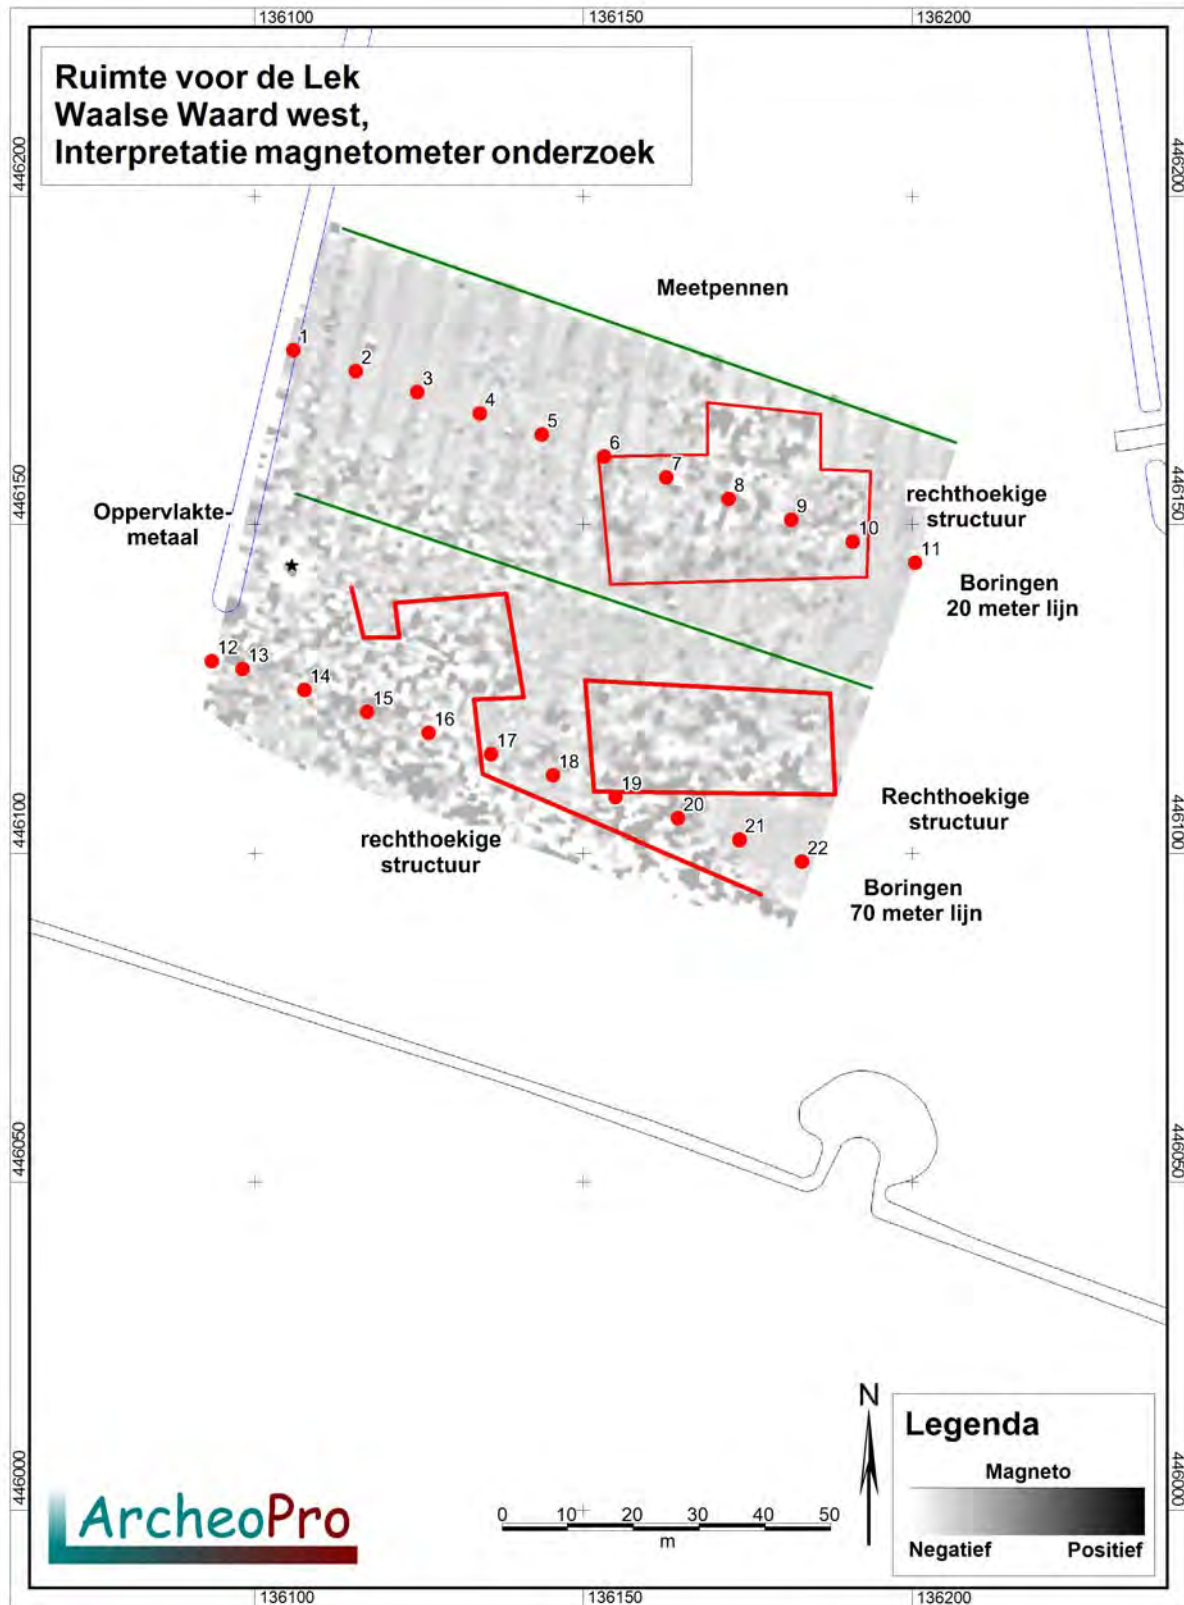 136100
136150
136200
Ruimte voor de Lek
Waalse Waard west,
Interpretatie magnetometer onderzoek
446200
446200
Meetpennen
1
2
3
4
5
6
7
8
9
10
11
rechthoekige
structuur
446150
446150
Oppervlakte-
metaal
Boringen
20 meter lijn
12
13
14
15
16
17
18
19
20
21
22
Rechthoekige
structuur
rechthoekige
structuur
446100
446100
Boringen
70 meter lijn
446050
446050
N
Legenda
Magneto
Negatief
Positief
446000
446000
ArcheoPro
0 10 20 30 40 50
m
136100
136150
136200